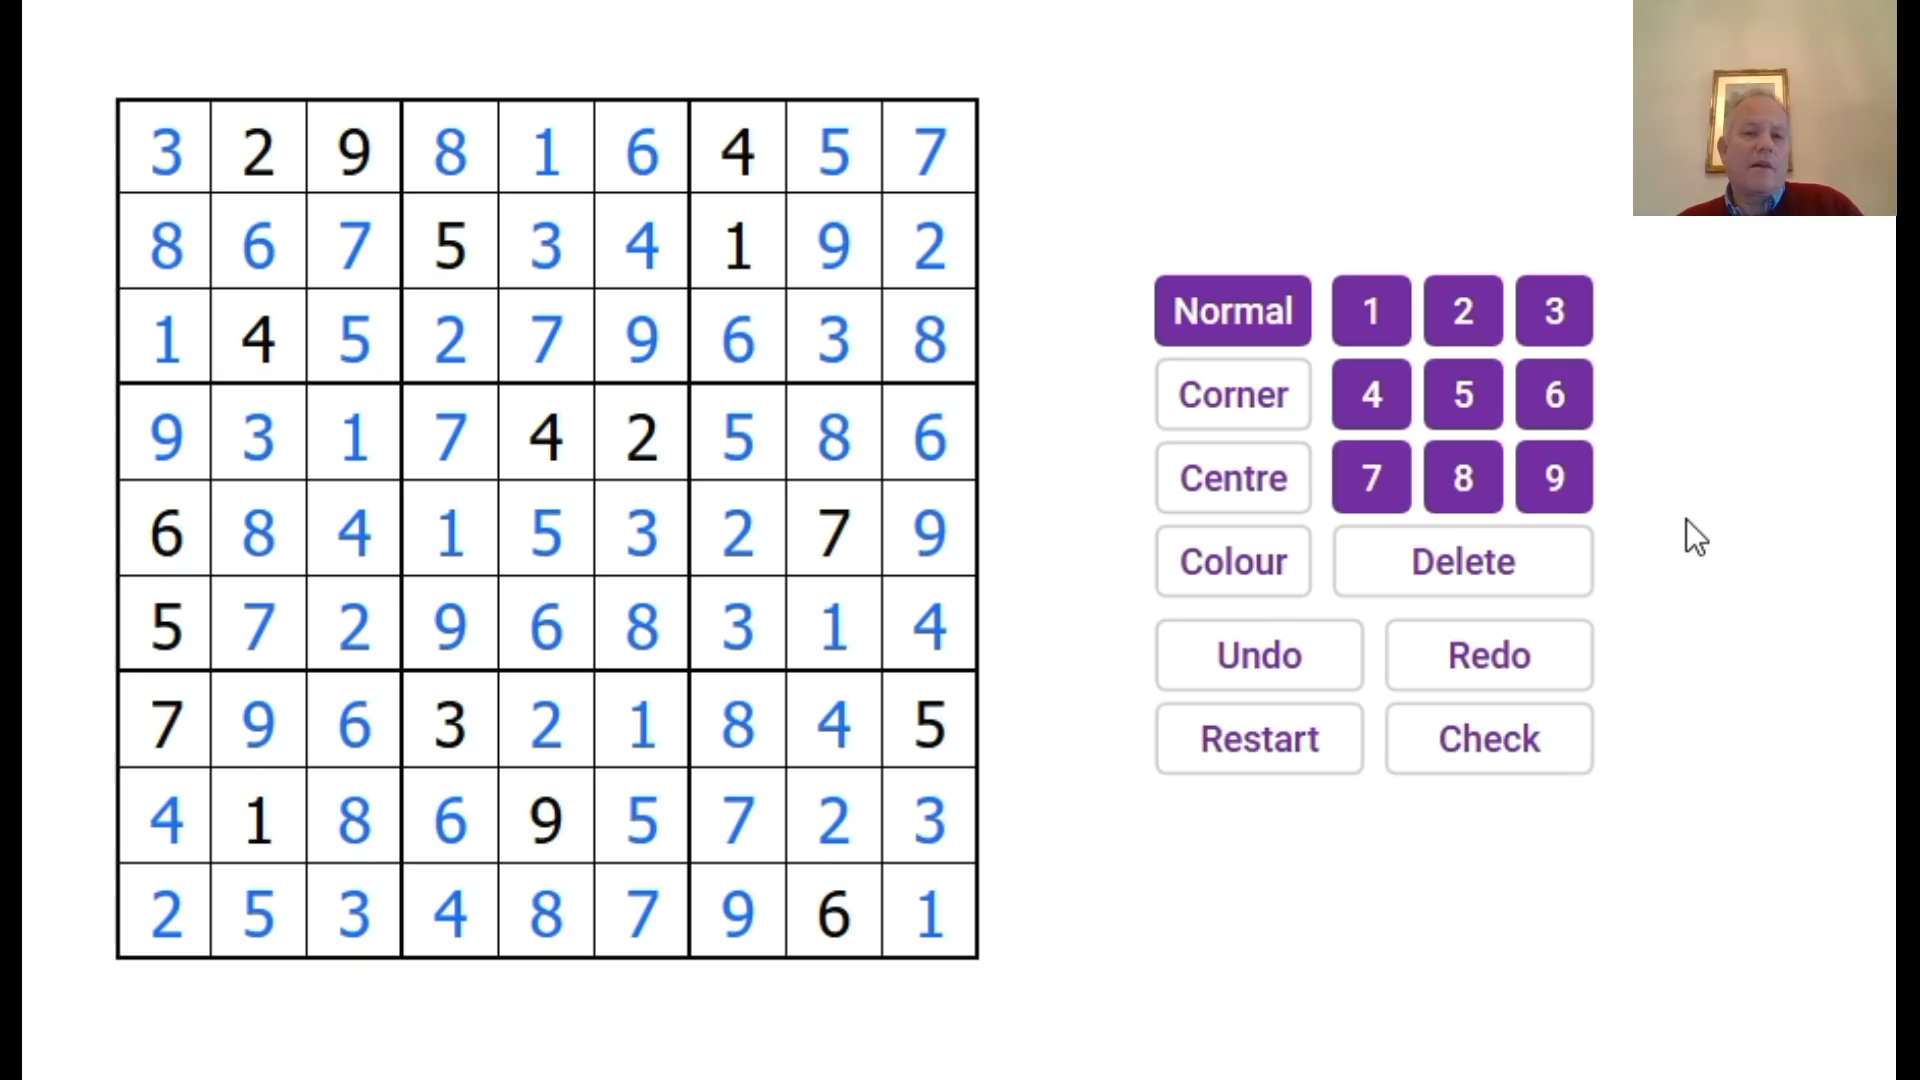 3 2 9 8 1 6 4 5 7
8 6 7 5 3 4 1 9 2
1 4 5 2 7 9 6 3 8
9 3 1 7 4 2 5 8 6
6 8 4 1 5 3 2 7 9
5 7 2 9 6 8 3 1 4
7 9 6 3 2 1 8 4 5
4 1 8 6 9 5 7 2 3
2 5 3 4 8 7 9 6 1
Normal 1 2 3
Corner 4 5 6
Centre 7 8 9
Colour Delete
Undo Redo
Restart Check